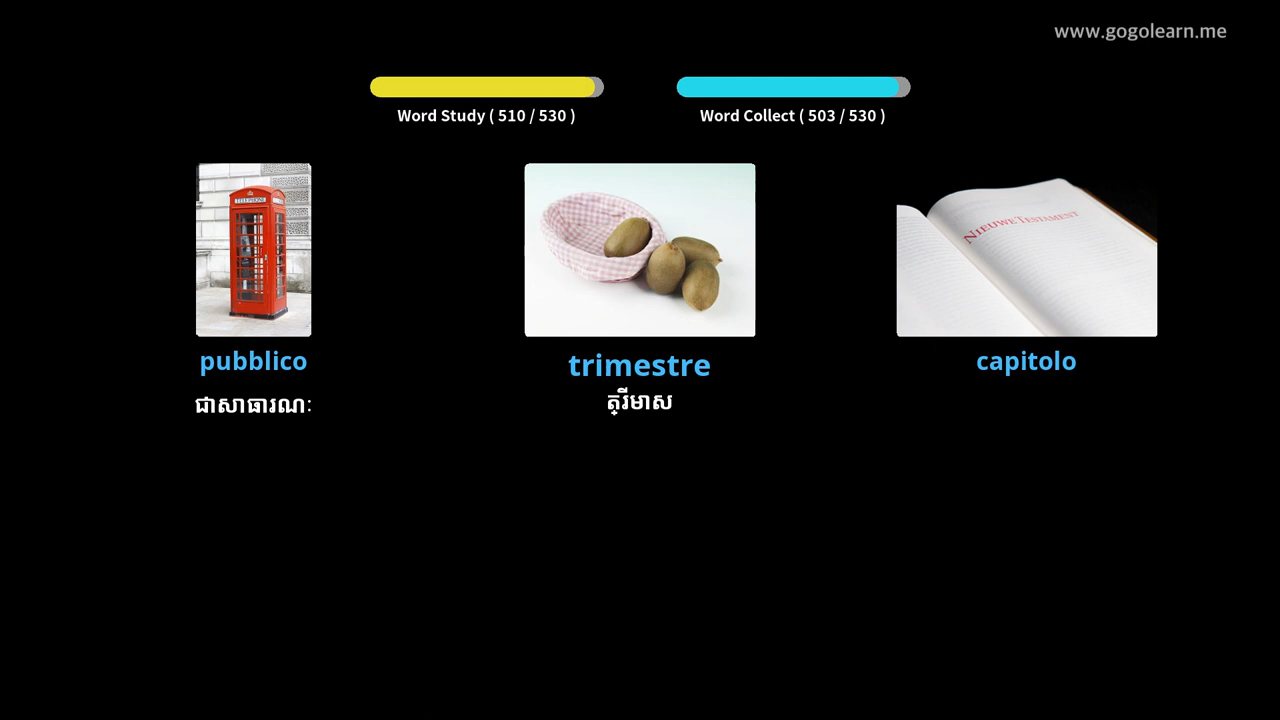 www.gogolearn.me
Word Study ( 510 / 530 )
Word Collect ( 503 / 530 )
TELEPHONE
NIEUWE TESTAMENT
pubblico
trimestre
capitolo
ជាសាធារណៈ
ត្រីមាស